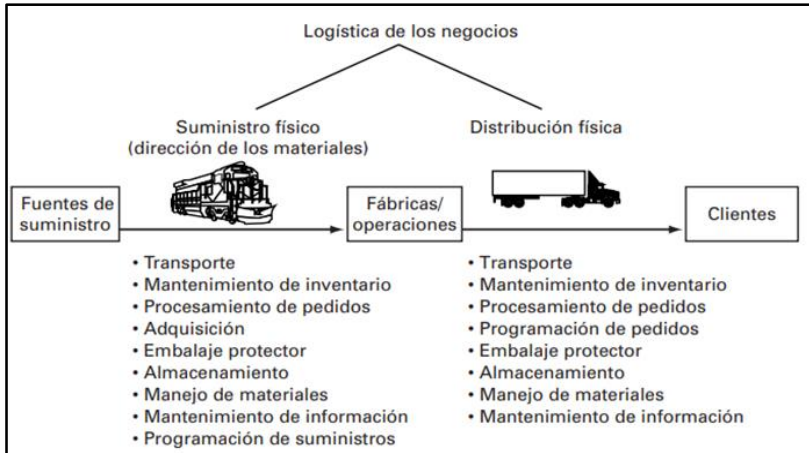 Logística de los negocios
Suministro físico
(dirección de los materiales)
Distribución física
Fuentes de
suministro
Fábricas/
operaciones
Clientes
• Transporte
• Mantenimiento de inventario
• Procesamiento de pedidos
• Adquisición
• Embalaje protector
• Almacenamiento
• Manejo de materiales
• Mantenimiento de información
• Programación de suministros
• Transporte
• Mantenimiento de inventario
• Procesamiento de pedidos
• Programación de pedidos
• Embalaje protector
• Almacenamiento
• Manejo de materiales
• Mantenimiento de información